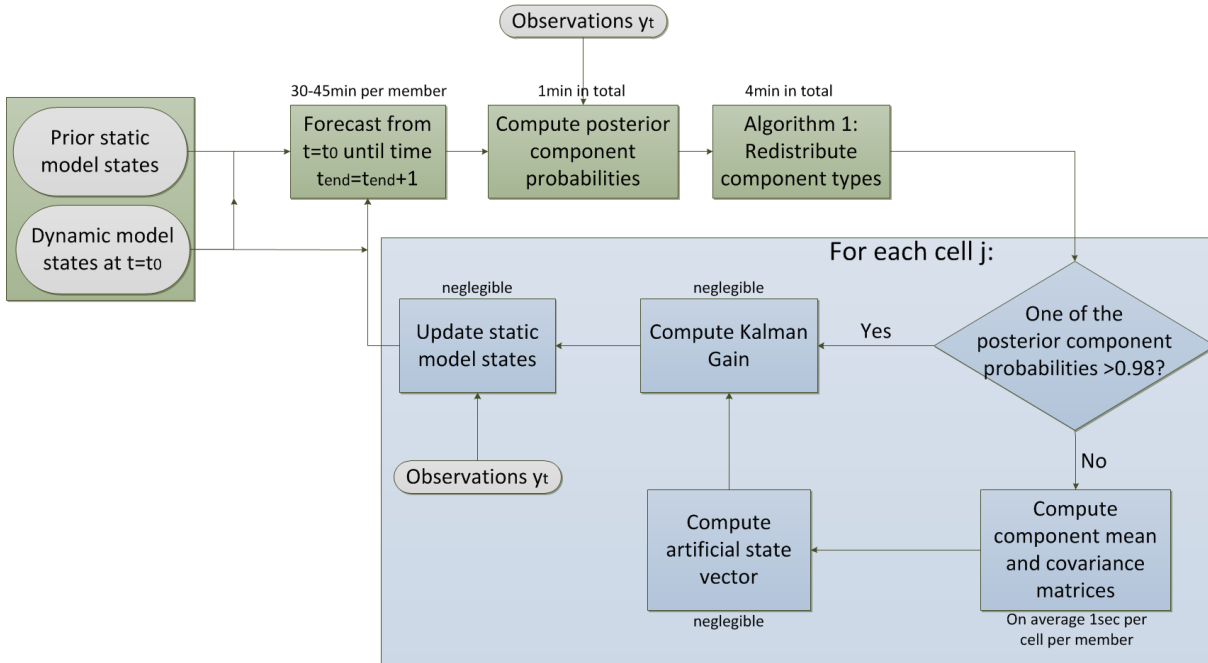 Observations yt
30-45min per member
1min in total
4min in total
Prior static
model states
Forecast from
t=t0 until time
tend=tend+1
Compute posterior
component
probabilities
Algorithm 1:
Redistribute
component types
Dynamic model
states at t=t0
For each cell j:
neglegible
neglegible
Update static
model states
Compute Kalman
Gain
Yes
One of the
posterior component
probabilities >0.98?
No
Observations yt
Compute
artificial state
vector
neglegible
Compute
component mean
and covariance
matrices
On average 1sec per
cell per member